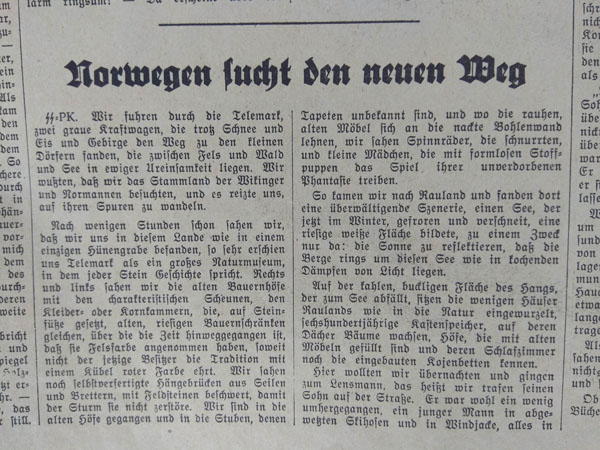 Norwegen sucht den neuen Weg
ᛋᛋ-PK. Wir fuhren durch die Telemark,
zwei graue Kraftwagen, die trotz Schnee und
Eis und Gebirge den Weg zu den kleinen
Dörfern fanden, die zwischen Fels und Wald
und See in ewiger Ureinsamkeit liegen. Wir
wußten, daß wir das Stammland der Wikinger
und Normannen besuchten, und es reizte uns,
auf ihren Spuren zu wandeln.
Nach wenigen Stunden schon sahen wir,
daß wir uns in diesem Lande wie in einem
einzigen Hünengrabe befanden, so sehr erschien
uns Telemark als ein großes Naturmuseum,
in dem jeder Stein Geschichte spricht. Rechts
und links sahen wir die alten Bauernhöfe
mit den charakteristischen Scheunen, den
Kleider- oder Kornkammern, die, auf Stein-
füße gesetzt, alten, riesigen Bauernschränken
gleichen, über die die Zeit hinweggegangen ist,
daß sie Felsfarbe angenommen haben, soweit
nicht der jetzige Besitzer die Tradition mit
einem Kübel roter Farbe ehrt. Wir sahen
noch selbstverfertigte Hängebrücken aus Seilen
und Brettern, mit Feldsteinen beschwert, damit
der Sturm sie nicht zerstöre. Wir sind in die
alten Höfe gegangen und in die Stuben, denen
Tapeten unbekannt sind, und wo die rauhen,
alten Möbel sich an die nackte Bohlenwand
lehnen, wir sahen Spinnräder, die schnurrten,
und kleine Mädchen, die mit formlosen Stoff-
puppen das Spiel ihrer unverdorbenen
Phantasie treiben.
So kamen wir nach Rauland und fanden dort
eine überwältigende Szenerie, einen See, der
jetzt im Winter, gefroren und verschneit, eine
riesige weiße Fläche bildete, zu einem Zweck
nur da: die Sonne zu reflektieren, daß die
Berge rings um diesen See wie in kochenden
Dämpfen von Licht liegen.
Auf der kahlen, buckligen Fläche des Hangs,
der zum See abfällt, sitzen die wenigen Häuser
Raulands wie in die Natur eingewurzelt,
sechshundertjährige Kastenspeicher, auf deren
Dächer Bäume wachsen, Höfe, die mit alten
Möbeln gefüllt sind und deren Schlafzimmer
noch die eingebauten Kojenbetten kennen.
Hier wollten wir übernachten und gingen
zum Lensmann, das heißt wir trafen seinen
Sohn auf der Straße. Er war wohl ein wenig
umhergegangen, ein junger Mann in abge-
wetzten Skihosen und in Windjacke, alles in